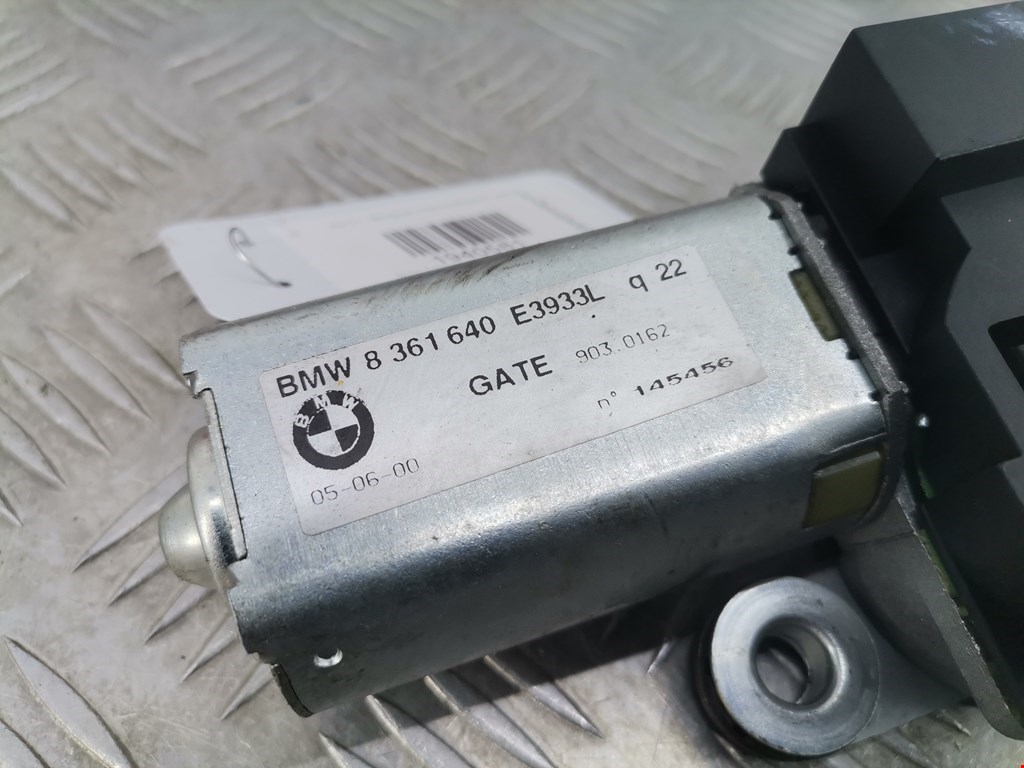 BMW 8 361 640 E3933L q 22
GATE 903.0162
n° 145456
BMW
05-06-00